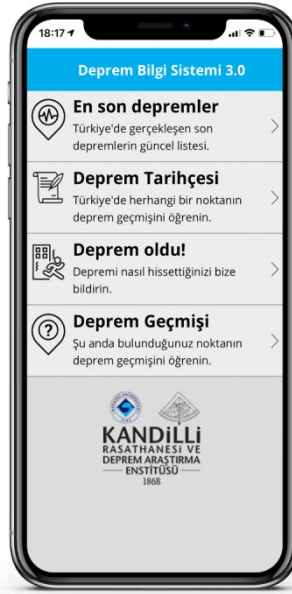 18:17
Deprem Bilgi Sistemi 3.0
En son depremler
Türkiye'de gerçekleşen son
depremlerin güncel listesi.
Deprem Tarihçesi
Türkiye'de herhangi bir noktanın
deprem geçmişini öğrenin.
Deprem oldu!
Depremi nasıl hissettiğinizi bize
bildirin.
Deprem Geçmişi
Şu anda bulunduğunuz noktanın
deprem geçmişini öğrenin.
KANDİLLİ
RASATHANESİ VE
DEPREM ARAŞTIRMA
ENSTİTÜSÜ
1868